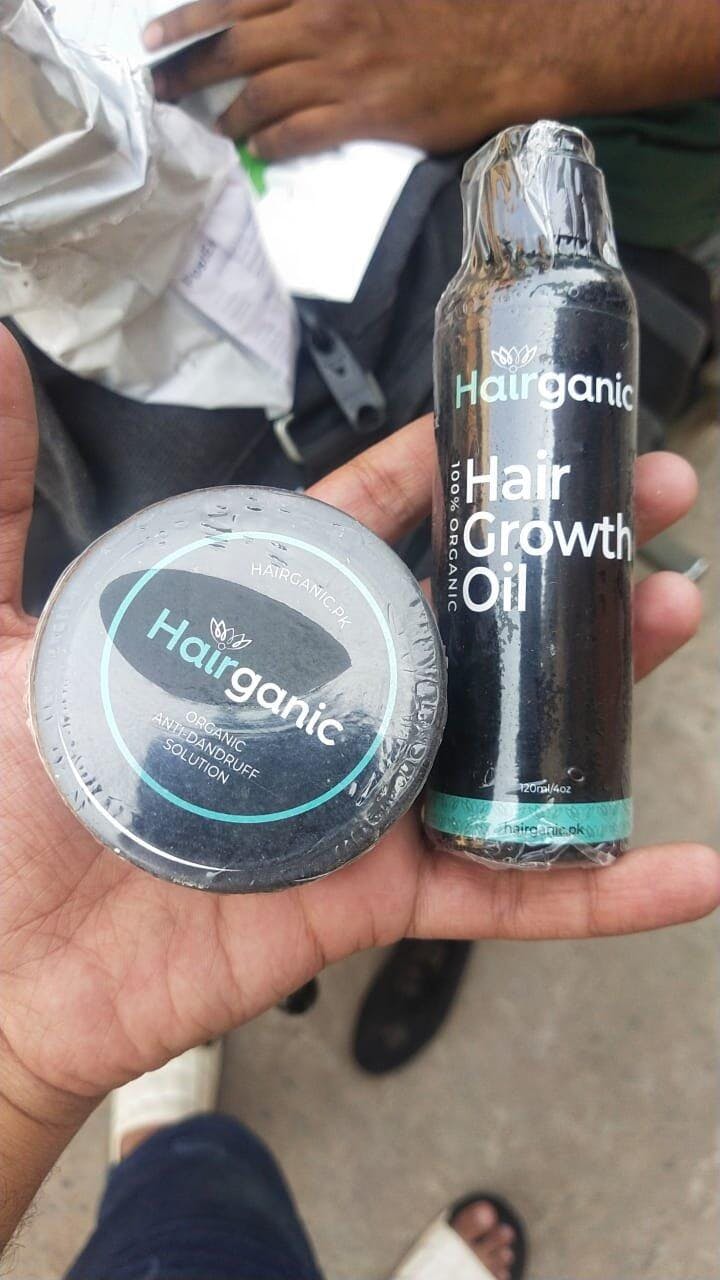 HAIRGANIC.PK
Hairganic
ORGANIC
ANTI-DANDRUFF
SOLUTION
Hairganic
100% ORGANIC
Hair
Growth
Oil
120ml/4oz
hairganic.pk